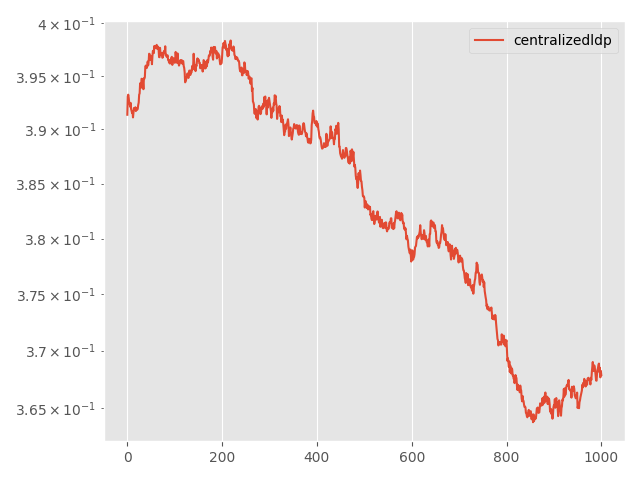 4 × 10⁻¹
3.95 × 10⁻¹
3.9 × 10⁻¹
3.85 × 10⁻¹
3.8 × 10⁻¹
3.75 × 10⁻¹
3.7 × 10⁻¹
3.65 × 10⁻¹
centralizedldp
0 200 400 600 800 1000